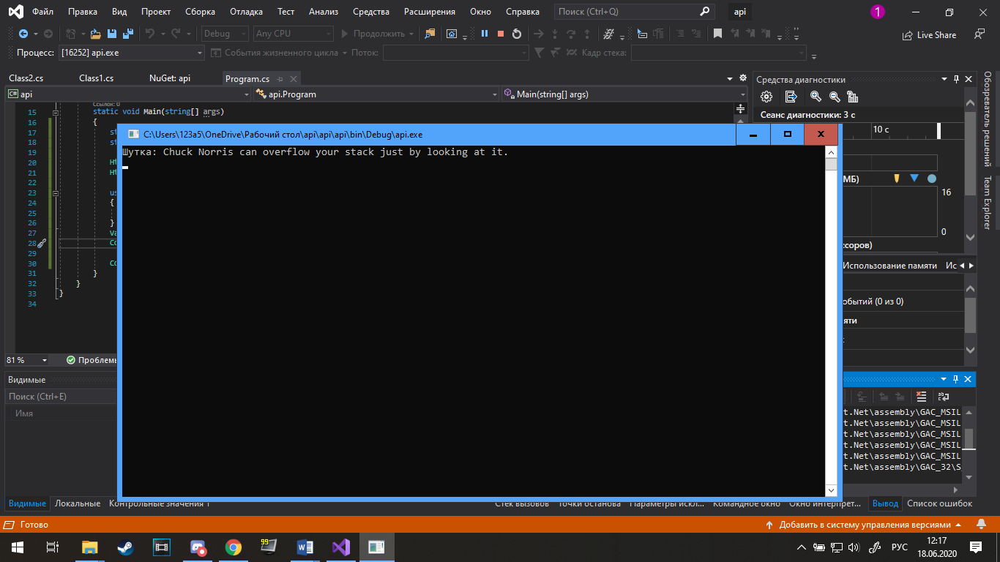 Файл Правка Вид Проект Сборка Отладка Тест Анализ Средства Расширения Окно Справка Поиск (Ctrl+Q) api 1
Debug Any CPU Продолжить Live Share
Процесс: [16252] api.exe События жизненного цикла Поток: Кадр стека:
Class2.cs Class1.cs NuGet: api Program.cs
C# api api.Program Main(string[] args)
Ссылок: 0
15 static void Main(string[] args)
16 {
17 st
18 st
19
20 Ht
21 Ht
22
23 us
24 {
25
26 }
27 Va
28 Co
29
30 Co
31 }
32 }
33 }
34
81 % Проблемы
C:\Users\123a5\OneDrive\Рабочий стол\api\api\api\bin\Debug\api.exe
Шутка: Chuck Norris can overflow your stack just by looking at it.
Средства диагностики
Сеанс диагностики: 3 с
10 с
МБ)
16
0
ссоров)
Использование памяти Ис
обытий (0 из 0)
яти
Обозреватель решений
Team Explorer
Видимые
Поиск (Ctrl+E)
Имя
t.Net\assembly\GAC_MSIL
t.Net\assembly\GAC_MSIL
t.Net\assembly\GAC_MSIL
t.Net\assembly\GAC_MSIL
t.Net\assembly\GAC_MSIL
t.Net\assembly\GAC_32\S
Видимые Локальные Контрольные значения 1 Стек вызовов Точки останова Параметры искл... Командное окно Окно интерпрет... Вывод Список ошибок
Готово Добавить в систему управления версиями
99 РУС 12:17
18.06.2020